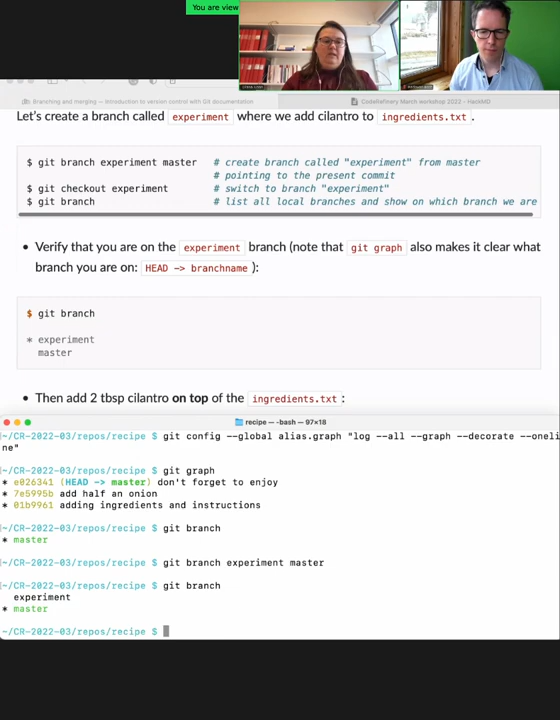 You are view
Branching and merging — Introduction to version control with Git documentation
CodeRefinery March workshop 2022 - HackMD
Let's create a branch called experiment where we add cilantro to ingredients.txt .
$ git branch experiment master # create branch called "experiment" from master
# pointing to the present commit
$ git checkout experiment # switch to branch "experiment"
$ git branch # list all local branches and show on which branch we are
• Verify that you are on the experiment branch (note that git graph also makes it clear what
branch you are on: HEAD -> branchname ):
$ git branch
* experiment
master
• Then add 2 tbsp cilantro on top of the ingredients.txt :
recipe — -bash — 97×18
~/CR-2022-03/repos/recipe $ git config --global alias.graph "log --all --graph --decorate --oneli
ne"
~/CR-2022-03/repos/recipe $ git graph
* e026341 (HEAD -> master) don't forget to enjoy
* 7e5995b add half an onion
* 01b9961 adding ingredients and instructions
~/CR-2022-03/repos/recipe $ git branch
* master
~/CR-2022-03/repos/recipe $ git branch experiment master
~/CR-2022-03/repos/recipe $ git branch
experiment
* master
~/CR-2022-03/repos/recipe $